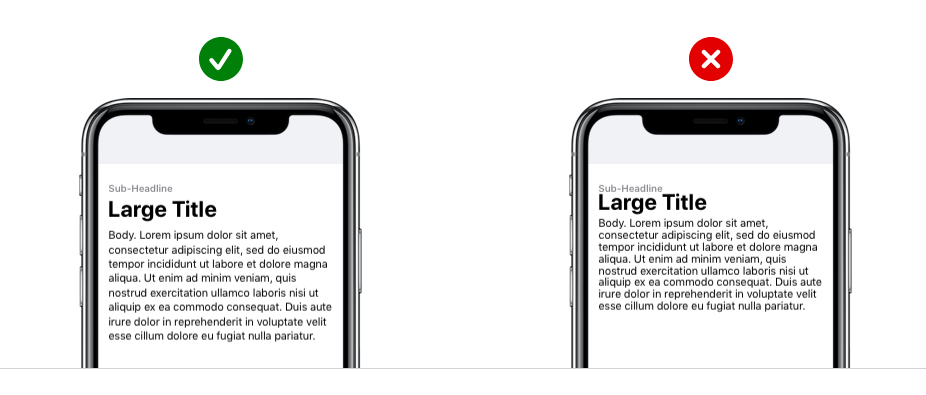 Sub-Headline
Large Title
Body. Lorem ipsum dolor sit amet,
consectetur adipiscing elit, sed do eiusmod
tempor incididunt ut labore et dolore magna
aliqua. Ut enim ad minim veniam, quis
nostrud exercitation ullamco laboris nisi ut
aliquip ex ea commodo consequat. Duis aute
irure dolor in reprehenderit in voluptate velit
esse cillum dolore eu fugiat nulla pariatur.
Sub-Headline
Large Title
Body. Lorem ipsum dolor sit amet,
consectetur adipiscing elit, sed do eiusmod
tempor incididunt ut labore et dolore magna
aliqua. Ut enim ad minim veniam, quis
nostrud exercitation ullamco laboris nisi ut
aliquip ex ea commodo consequat. Duis aute
irure dolor in reprehenderit in voluptate velit
esse cillum dolore eu fugiat nulla pariatur.